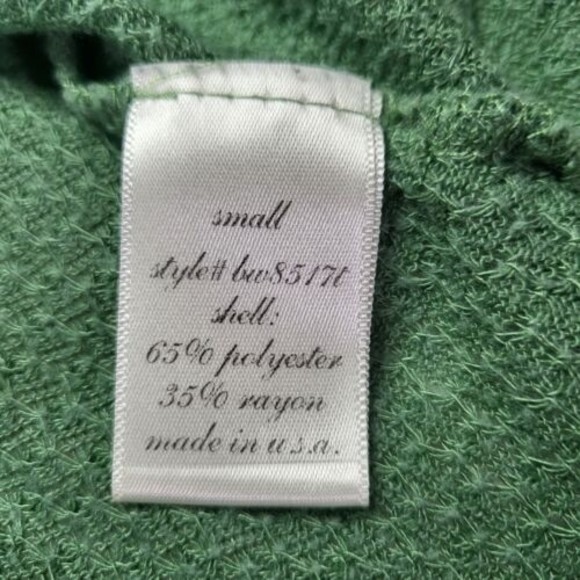 small
style# bw8517t
shell:
65% polyester
35% rayon
made in u.s.a.